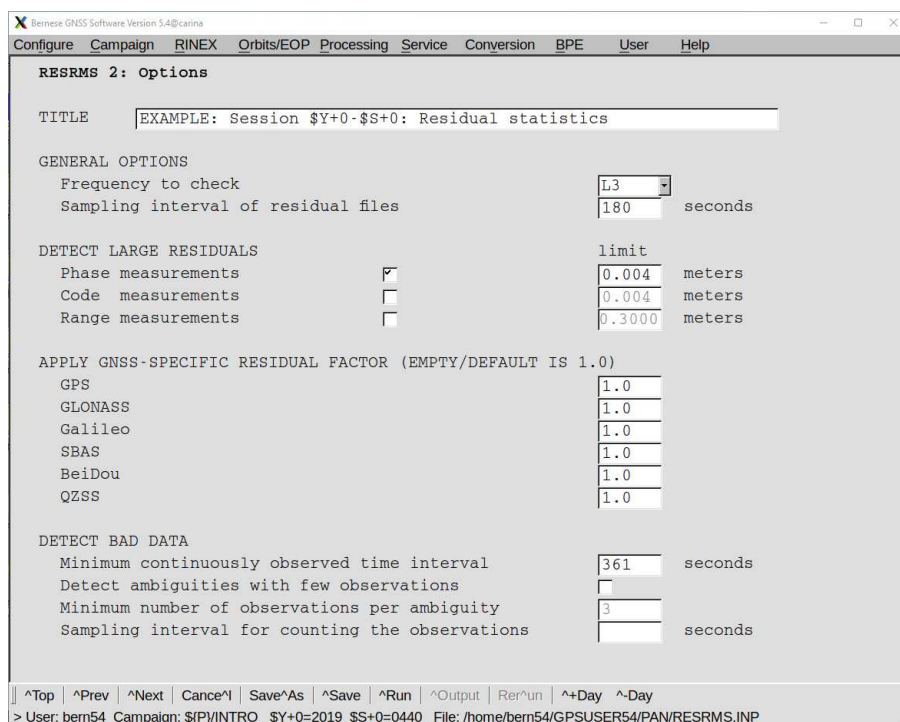 Bernese GNSS Software Version 5.4@carina
Configure Campaign RINEX Orbits/EOP Processing Service Conversion BPE User Help
RESRMS 2: Options
TITLE EXAMPLE: Session $Y+0-$S+0: Residual statistics
GENERAL OPTIONS
Frequency to check L3
Sampling interval of residual files 180 seconds
DETECT LARGE RESIDUALS limit
Phase measurements 0.004 meters
Code measurements 0.004 meters
Range measurements 0.3000 meters
APPLY GNSS-SPECIFIC RESIDUAL FACTOR (EMPTY/DEFAULT IS 1.0)
GPS 1.0
GLONASS 1.0
Galileo 1.0
SBAS 1.0
BeiDou 1.0
QZSS 1.0
DETECT BAD DATA
Minimum continuously observed time interval 361 seconds
Detect ambiguities with few observations
Minimum number of observations per ambiguity 3
Sampling interval for counting the observations seconds
^Top | ^Prev | ^Next | Cance^l | Save^As | ^Save | ^Run | ^Output | Rer^un | ^+Day ^-Day
> User: bern54 Campaign: ${P}/INTRO $Y+0=2019 $S+0=0440 File: /home/bern54/GPSUSER54/PAN/RESRMS.INP